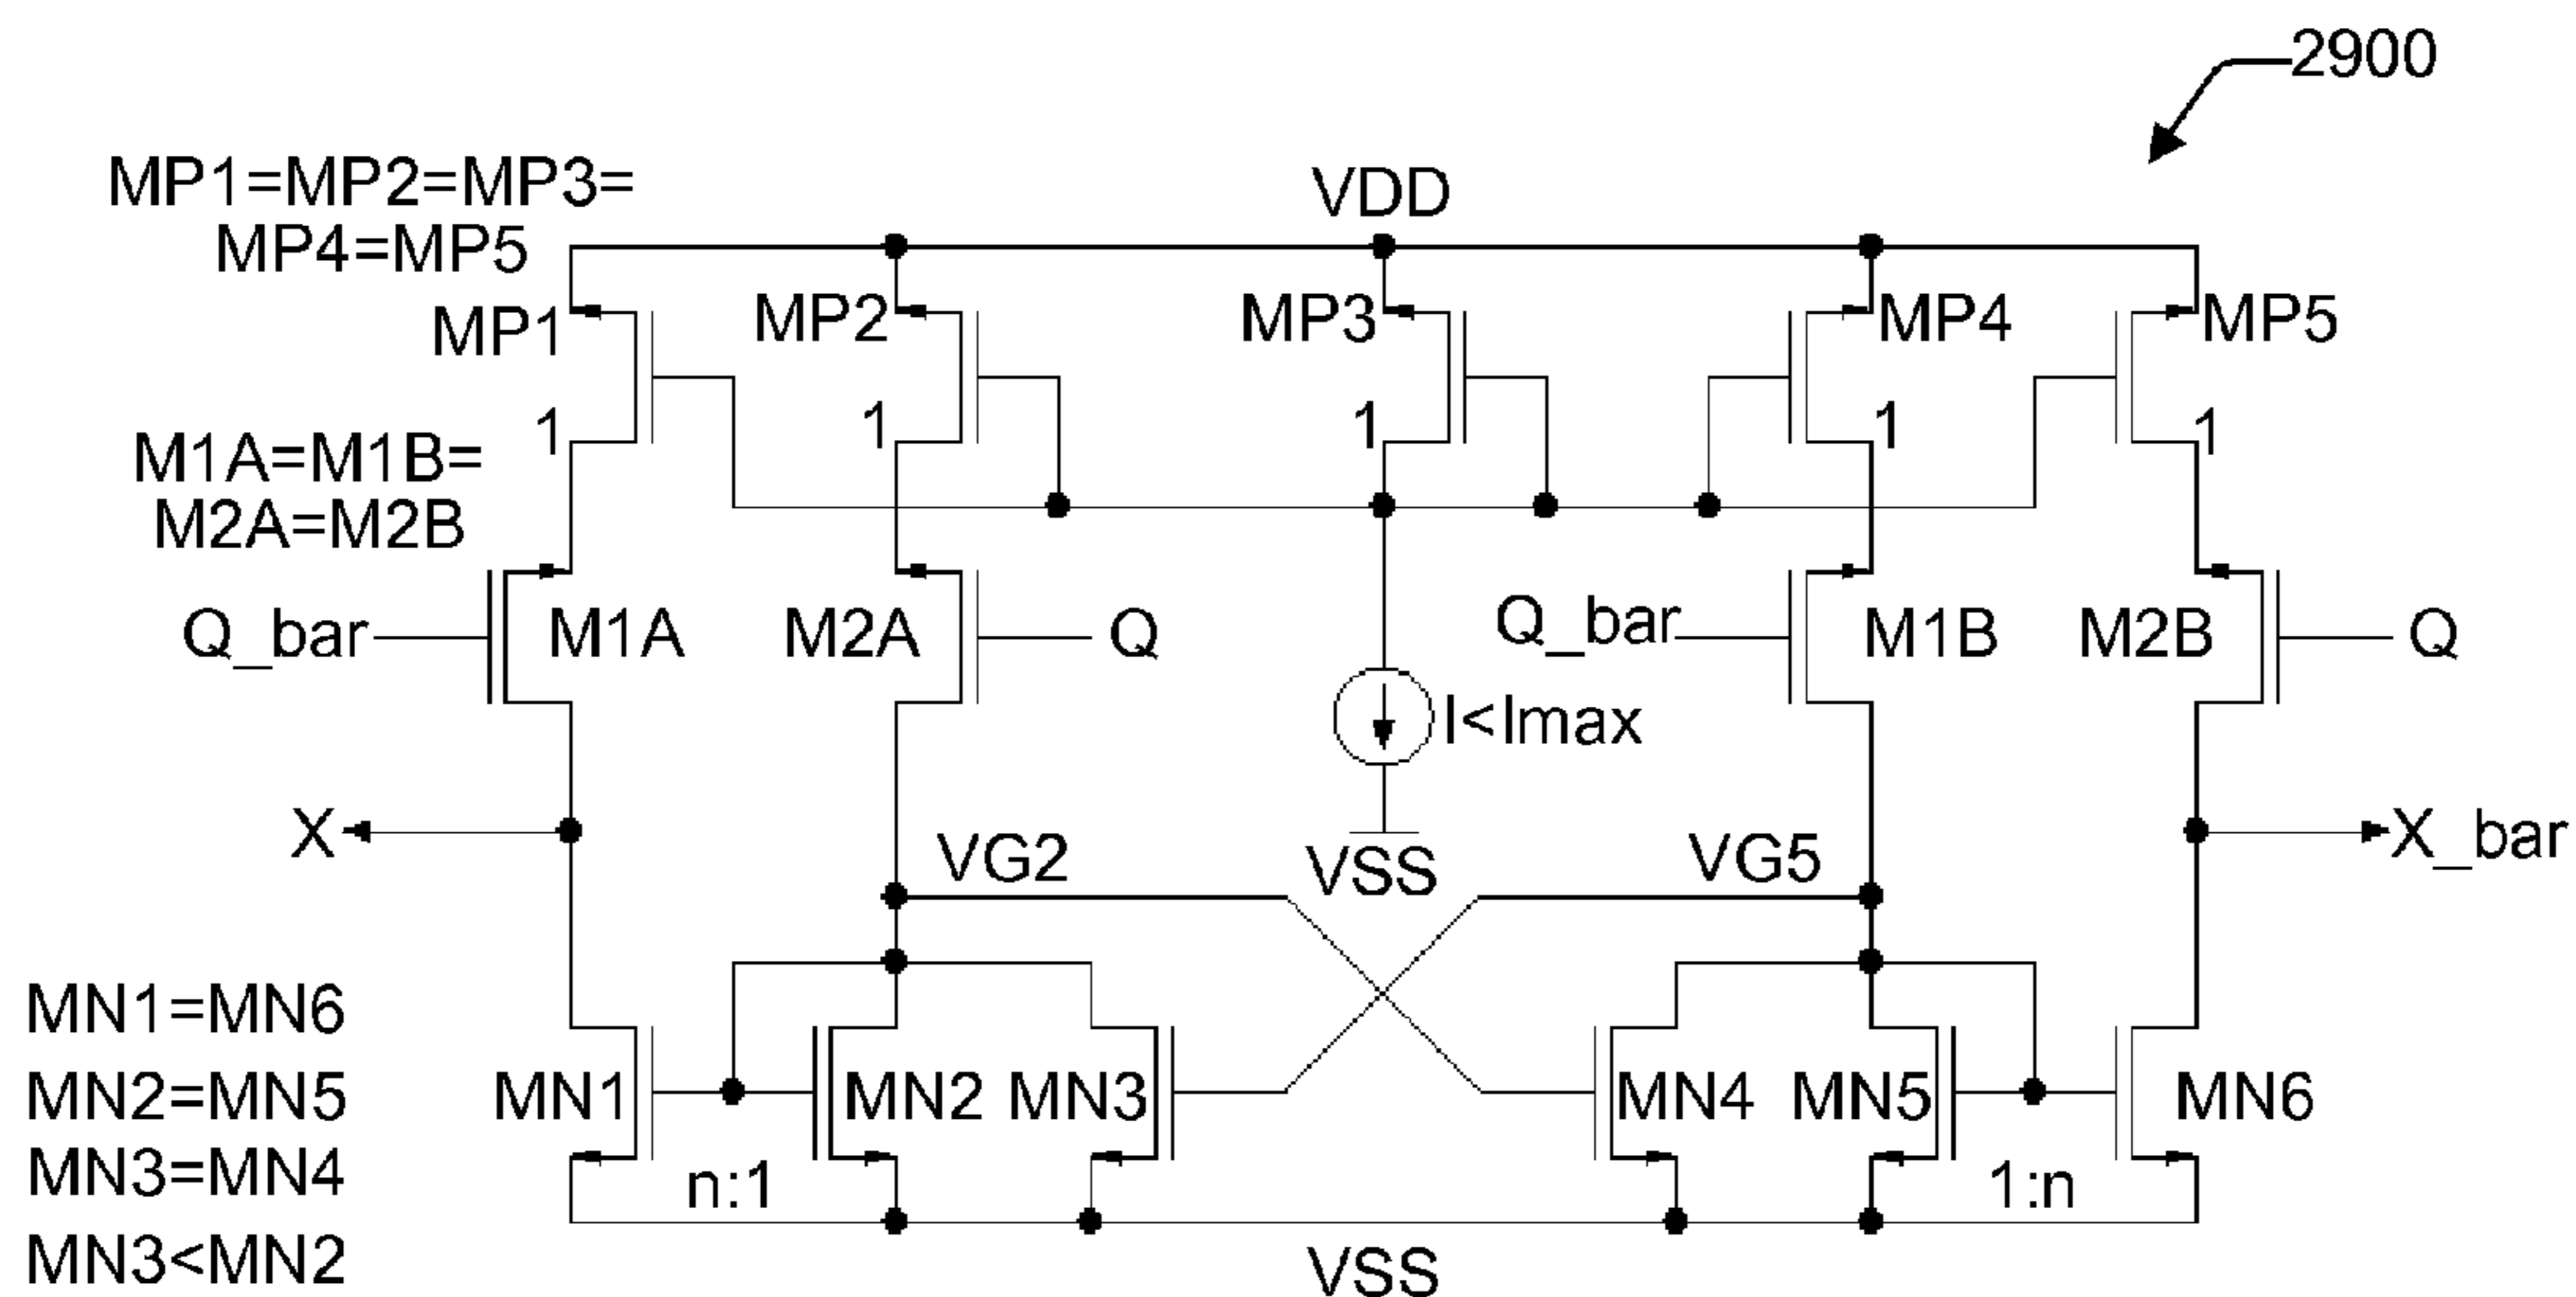 2900
MP1=MP2=MP3=
MP4=MP5
VDD
MP1
MP2
MP3
MP4
MP5
1
1
1
1
1
M1A=M1B=
M2A=M2B
Q_bar
M1A
M2A
Q
Q_bar
M1B
M2B
Q
I<Imax
X
VG2
VSS
VG5
X_bar
MN1=MN6
MN2=MN5
MN3=MN4
MN3<MN2
MN1
MN2
MN3
MN4
MN5
MN6
n:1
1:n
VSS